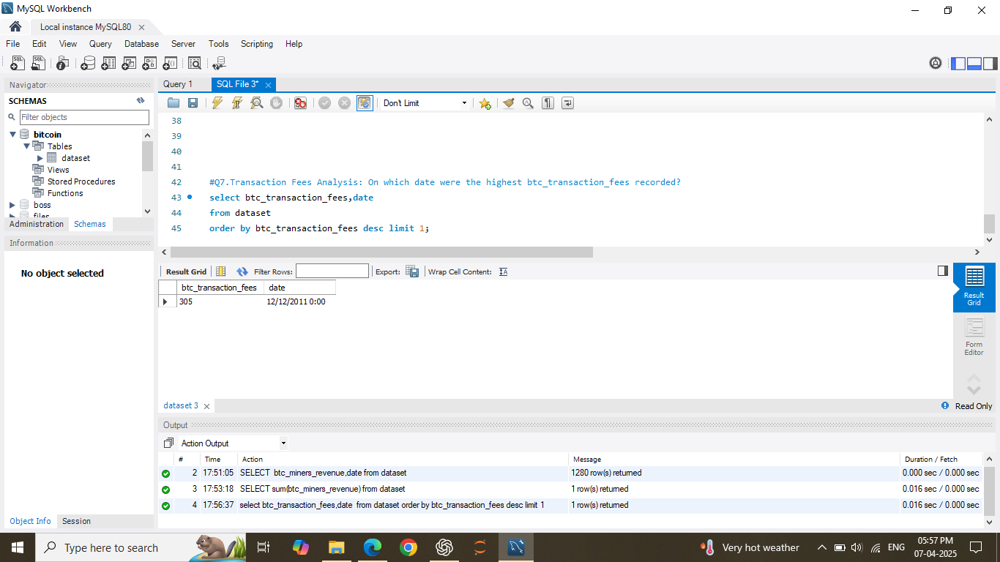 MySQL Workbench
Local instance MySQL80
File Edit View Query Database Server Tools Scripting Help
Navigator
SCHEMAS
Filter objects
bitcoin
Tables
dataset
Views
Stored Procedures
Functions
boss
files
Administration Schemas
Information
No object selected
Object Info Session
Query 1 SQL File 3*
Don't Limit
38
39
40
41
42 #Q7.Transaction Fees Analysis: On which date were the highest btc_transaction_fees recorded?
43 select btc_transaction_fees,date
44 from dataset
45 order by btc_transaction_fees desc limit 1;
Result Grid Filter Rows: Export: Wrap Cell Content:
btc_transaction_fees date
305 12/12/2011 0:00
Result Grid
Form Editor
dataset 3
Read Only
Output
Action Output
# Time Action Message Duration / Fetch
2 17:51:05 SELECT btc_miners_revenue,date from dataset 1280 row(s) returned 0.000 sec / 0.000 sec
3 17:53:18 SELECT sum(btc_miners_revenue) from dataset 1 row(s) returned 0.016 sec / 0.000 sec
4 17:56:37 select btc_transaction_fees,date from dataset order by btc_transaction_fees desc limit 1 1 row(s) returned 0.016 sec / 0.000 sec
Type here to search
Very hot weather
ENG
05:57 PM
07-04-2025